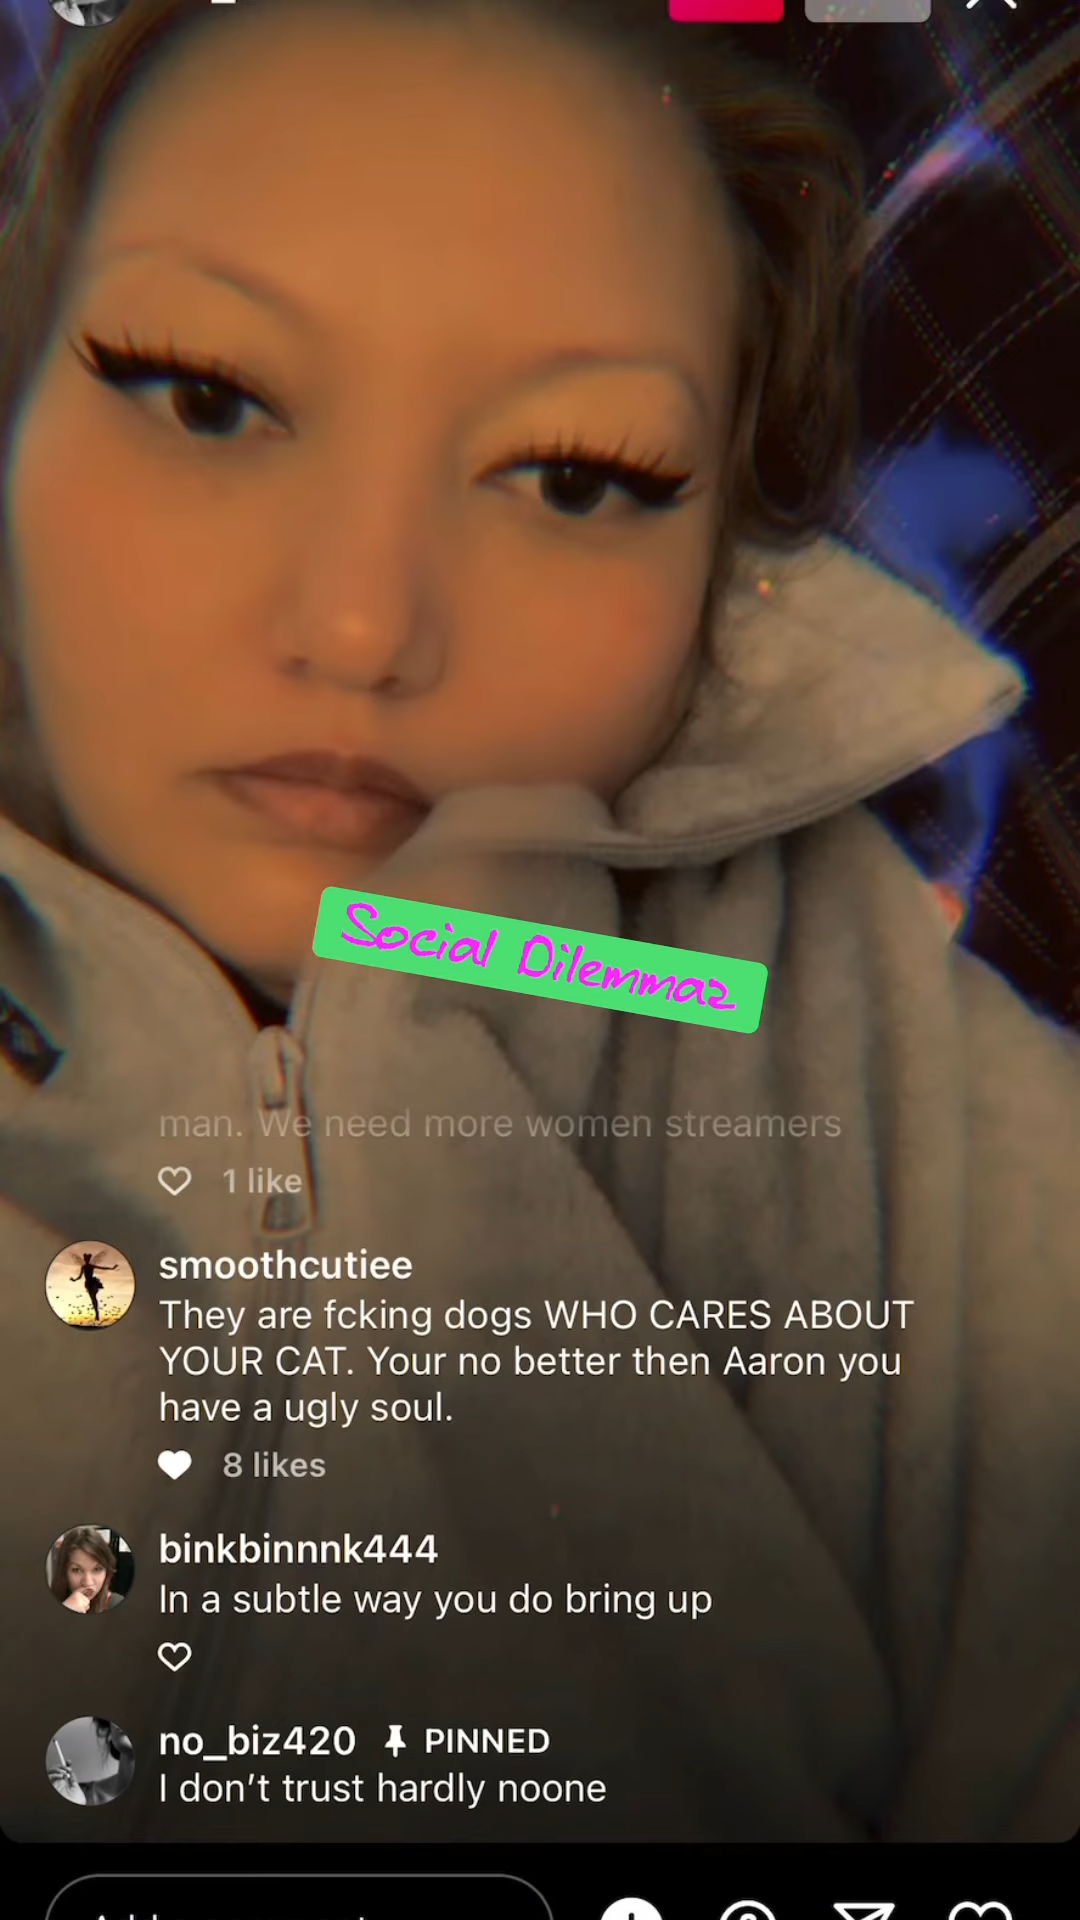 Social Dilemmaz
man. We need more women streamers
1 like
smoothcutiee
They are fcking dogs WHO CARES ABOUT
YOUR CAT. Your no better then Aaron you
have a ugly soul.
8 likes
binkbinnnk444
In a subtle way you do bring up
no_biz420 PINNED
I don't trust hardly noone